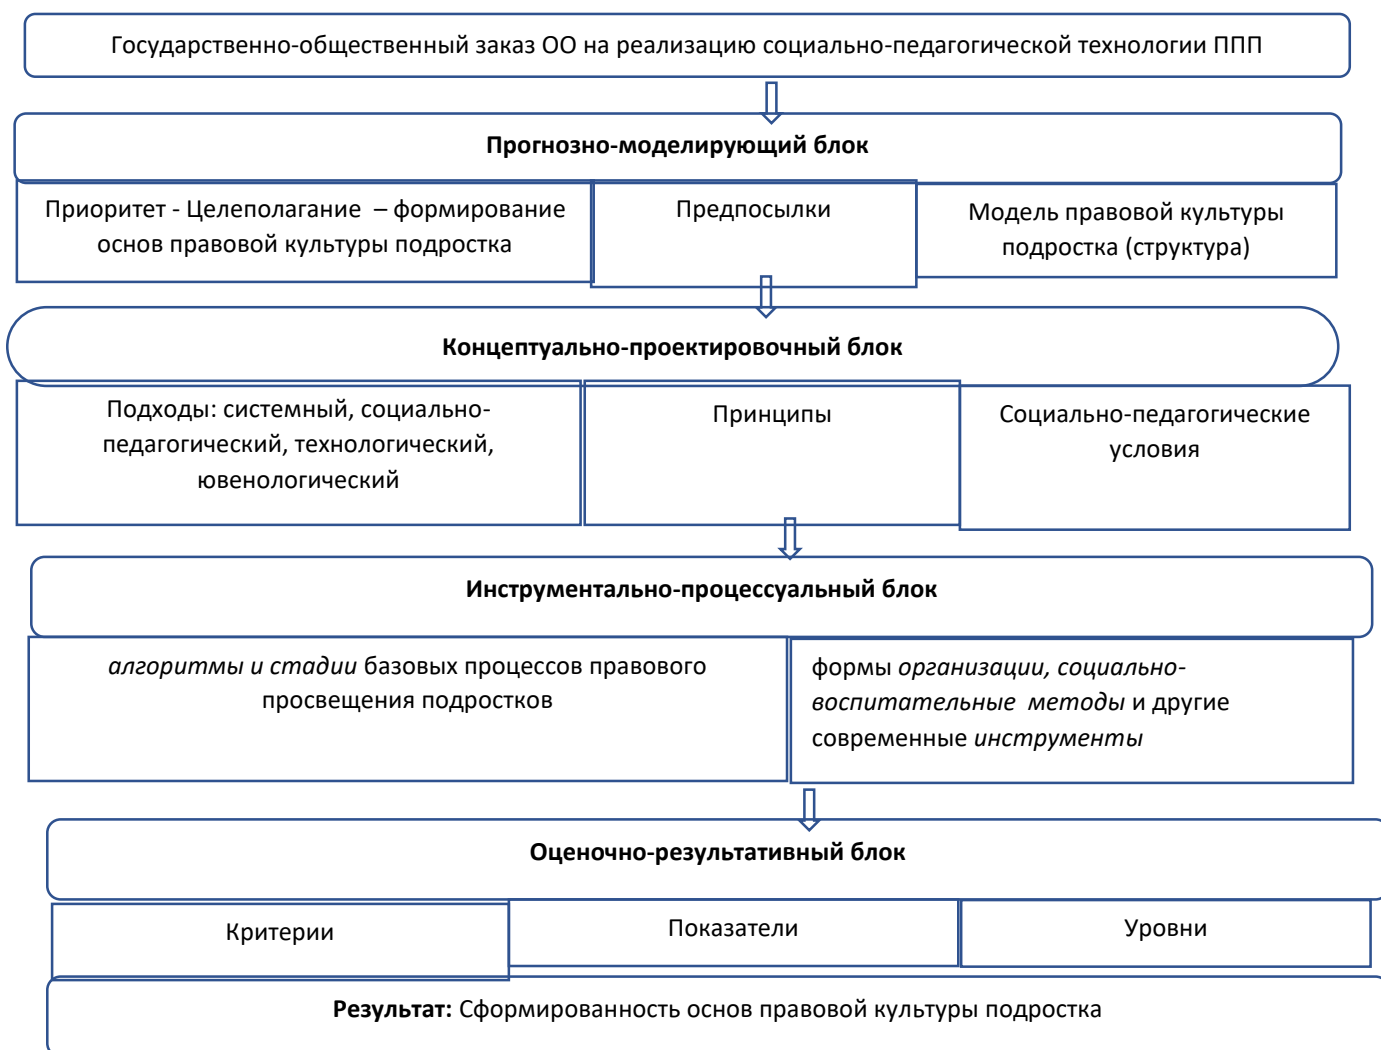 Государственно-общественный заказ ОО на реализацию социально-педагогической технологии ППП
Прогнозно-моделирующий блок
Приоритет - Целеполагание – формирование
основ правовой культуры подростка
Предпосылки
Модель правовой культуры
подростка (структура)
Концептуально-проектировочный блок
Подходы: системный, социально-
педагогический, технологический,
ювенологический
Принципы
Социально-педагогические
условия
Инструментально-процессуальный блок
алгоритмы и стадии базовых процессов правового
просвещения подростков
формы организации, социально-
воспитательные методы и другие
современные инструменты
Оценочно-результативный блок
Критерии
Показатели
Уровни
Результат: Сформированность основ правовой культуры подростка